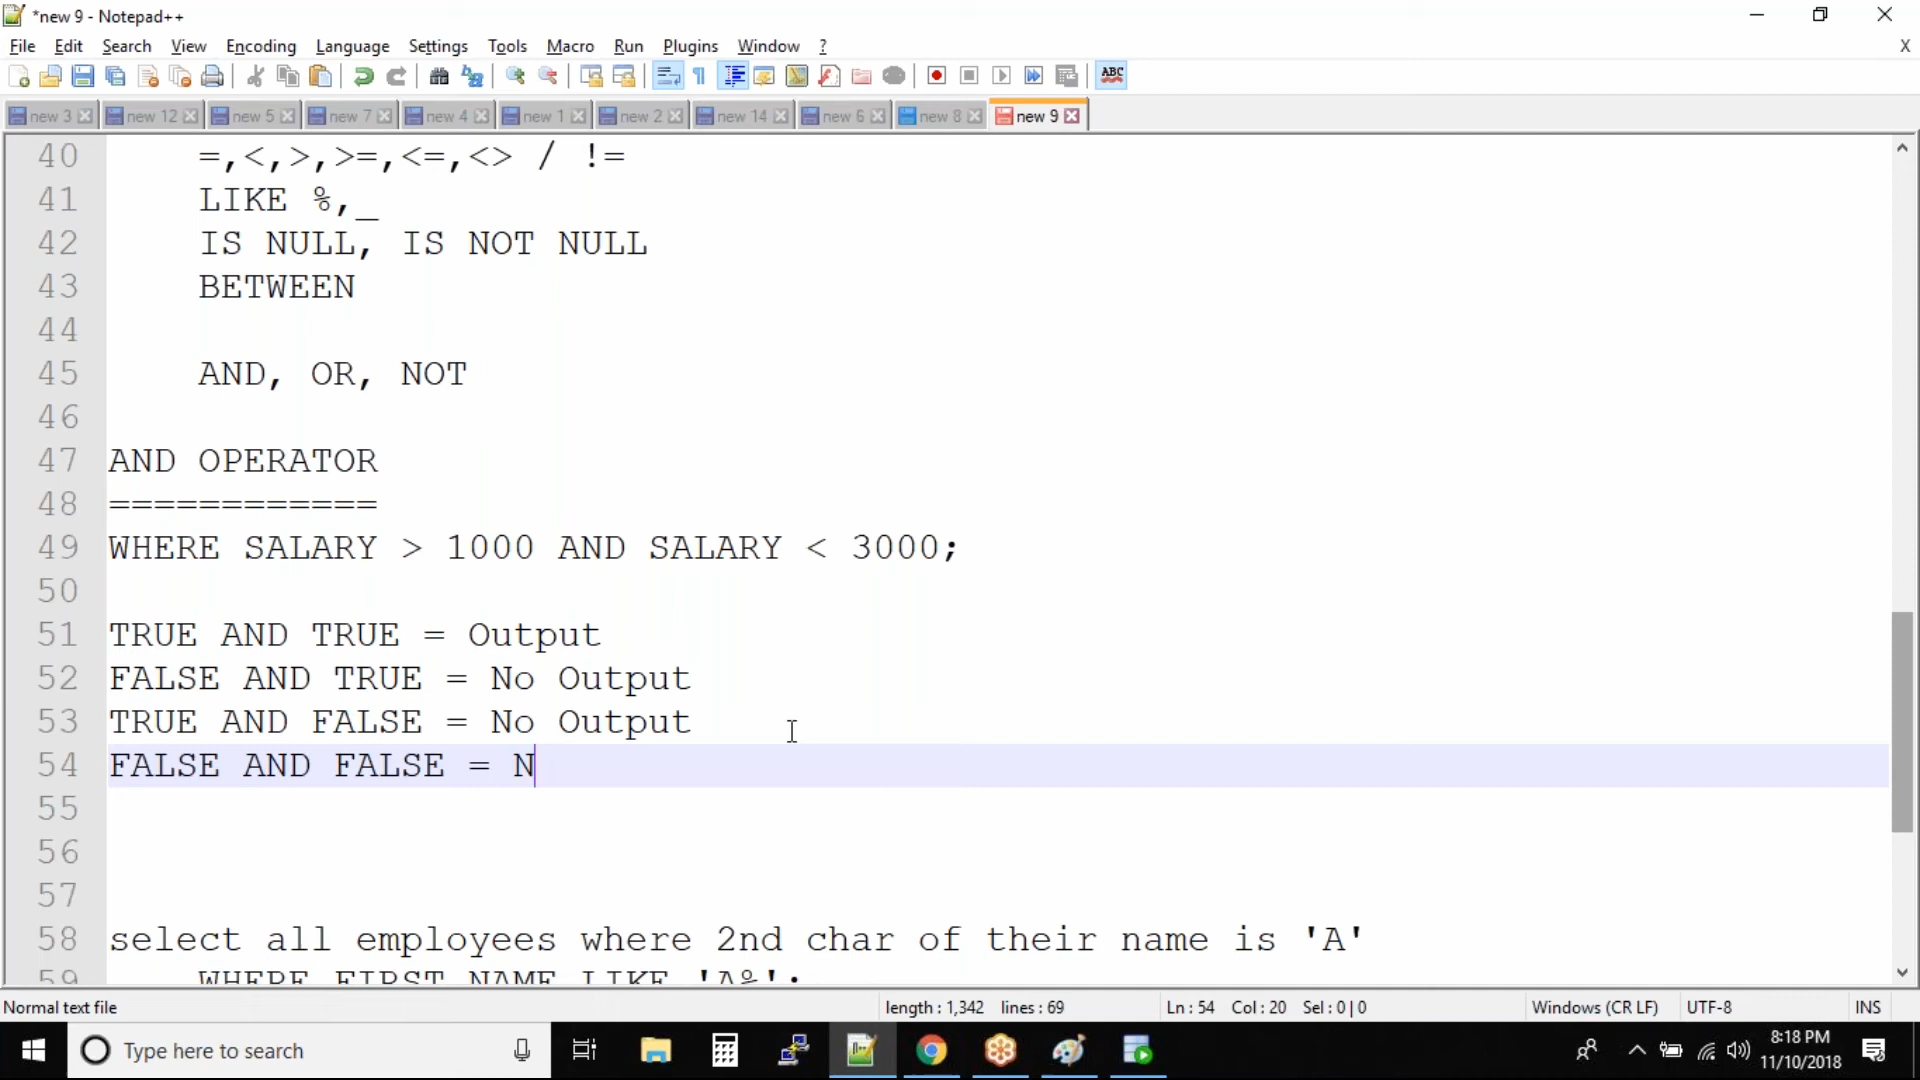 *new 9 - Notepad++
File Edit Search View Encoding Language Settings Tools Macro Run Plugins Window ? X
ABC
new 3 new 12 new 5 new 7 new 4 new 1 new 2 new 14 new 6 new 8 new 9
40 =,<,>,>=,<=,<> / !=
41 LIKE %,_
42 IS NULL, IS NOT NULL
43 BETWEEN
44
45 AND, OR, NOT
46
47 AND OPERATOR
48 ============
49 WHERE SALARY > 1000 AND SALARY < 3000;
50
51 TRUE AND TRUE = Output
52 FALSE AND TRUE = No Output
53 TRUE AND FALSE = No Output
54 FALSE AND FALSE = N
55
56
57
58 select all employees where 2nd char of their name is 'A'
59 WHERE FIRST_NAME LIKE 'A%';
Normal text file length : 1,342 lines : 69 Ln : 54 Col : 20 Sel : 0 | 0 Windows (CR LF) UTF-8 INS
Type here to search
8:18 PM
11/10/2018